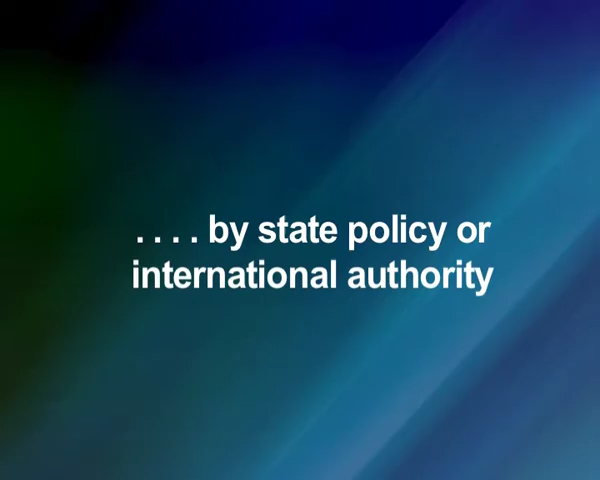 . . . . by state policy or
international authority